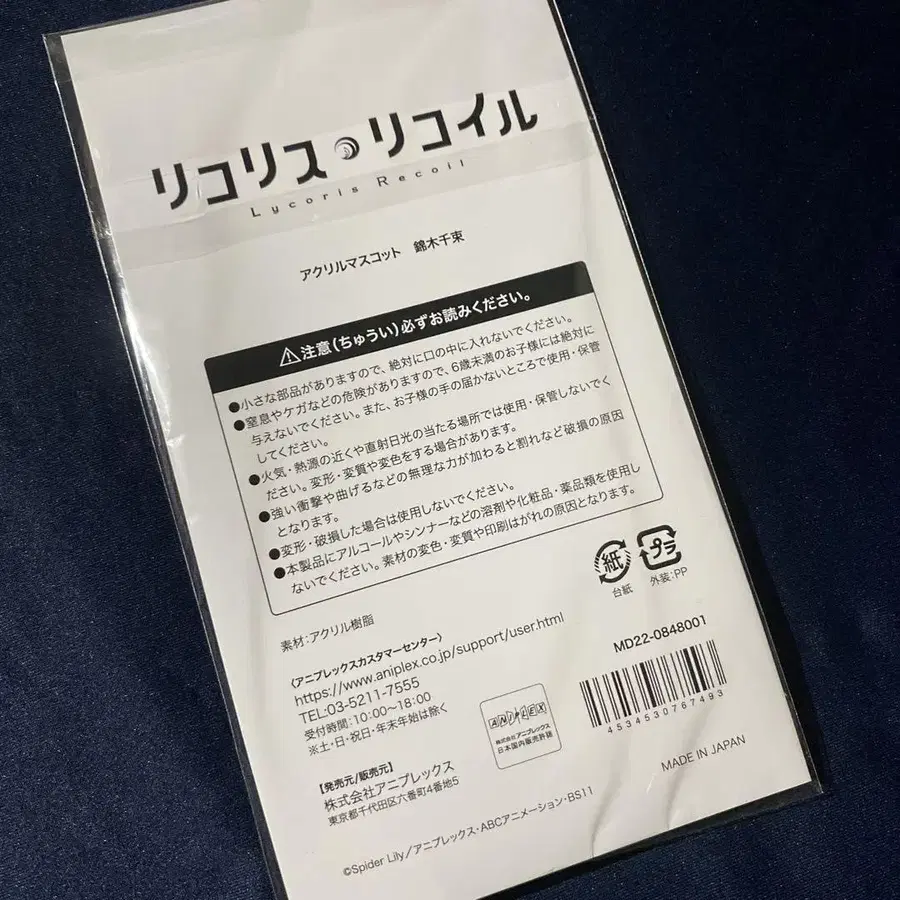 リコリス・リコイル
Lycoris Recoil
アクリルマスコット 錦木千束
⚠注意(ちゅうい)必ずお読みください。
●小さな部品がありますので、絶対に口の中に入れないでください。
●窒息やケガなどの危険がありますので、6歳未満のお子様には絶対に
与えないでください。また、お子様の手の届かないところで使用・保管
してください。
●火気・熱源の近くや直射日光の当たる場所では使用・保管しないでく
ださい。変形・変質や変色をする場合があります。
●強い衝撃や曲げるなどの無理な力が加わると割れなど破損の原因
となります。
●変形・破損した場合は使用しないでください。
●本製品にアルコールやシンナーなどの溶剤や化粧品・薬品類を使用し
ないでください。素材の変色・変質や印刷はがれの原因となります。
紙
台紙
プラ
外装:PP
素材:アクリル樹脂
〈アニプレックスカスタマーセンター〉
https://www.aniplex.co.jp/support/user.html
TEL:03-5211-7555
受付時間:10:00〜18:00
※土・日・祝日・年末年始は除く
MD22-0848001
4534530767493
ANIPLEX
株式会社アニプレックス
日本国内販売許諾
【発売元/販売元】
株式会社アニプレックス
東京都千代田区六番町4番地5
MADE IN JAPAN
©Spider Lily/アニプレックス・ABCアニメーション・BS11